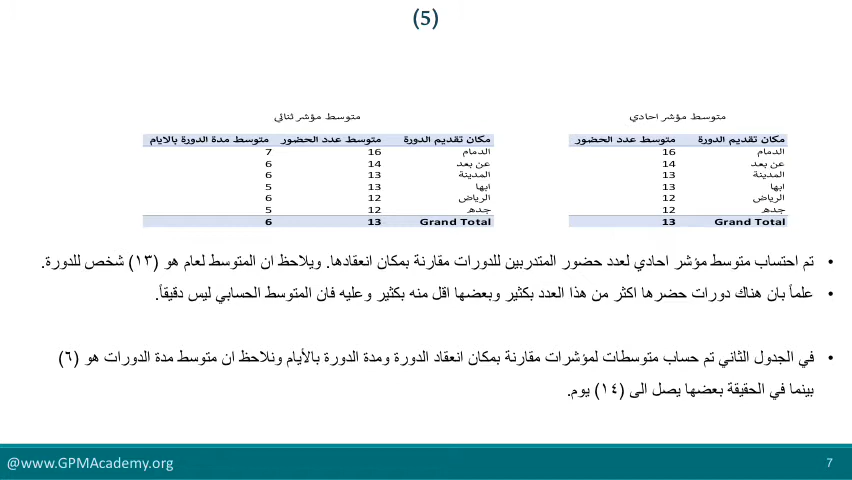 (5)
متوسط مؤشر احادي
مكان تقديم الدورة متوسط عدد الحضور
الدمام 16
عن بعد 14
المدينة 13
ابها 13
الرياض 12
جده 12
Grand Total 13
متوسط مؤشر ثنائي
مكان تقديم الدورة متوسط عدد الحضور متوسط مدة الدورة بالايام
الدمام 16 7
عن بعد 14 6
المدينة 13 6
ابها 13 5
الرياض 12 6
جده 12 5
Grand Total 13 6
• تم احتساب متوسط مؤشر احادي لعدد حضور المتدربين للدورات مقارنة بمكان انعقادها. ويلاحظ ان المتوسط لعام هو (١٣) شخص للدورة.
• علماً بان هناك دورات حضرها اكثر من هذا العدد بكثير وبعضها اقل منه بكثير وعليه فان المتوسط الحسابي ليس دقيقاً.
• في الجدول الثاني تم حساب متوسطات لمؤشرات مقارنة بمكان انعقاد الدورة ومدة الدورة بالأيام ونلاحظ ان متوسط مدة الدورات هو (٦)
بينما في الحقيقة بعضها يصل الى (١٤) يوم.
@www.GPMAcademy.org
7